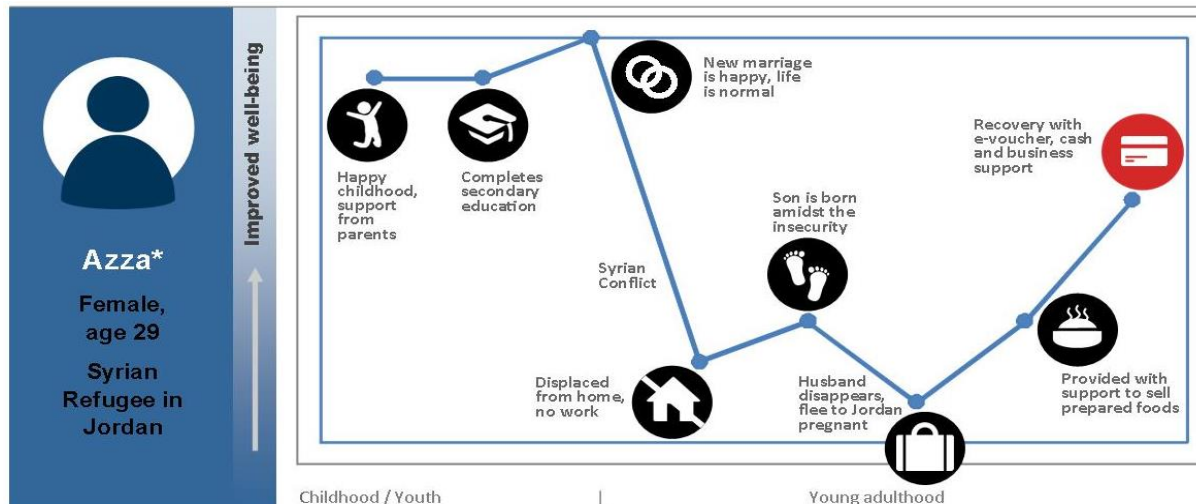 Azza*
Female,
age 29
Syrian
Refugee in
Jordan
Improved well-being
Happy
childhood,
support
from
parents
Completes
secondary
education
New marriage
is happy, life
is normal
Syrian
Conflict
Displaced
from home,
no work
Son is born
amidst the
insecurity
Husband
disappears,
flee to Jordan
pregnant
Provided with
support to sell
prepared foods
Recovery with
e-voucher, cash
and business
support
Childhood / Youth
|
Young adulthood